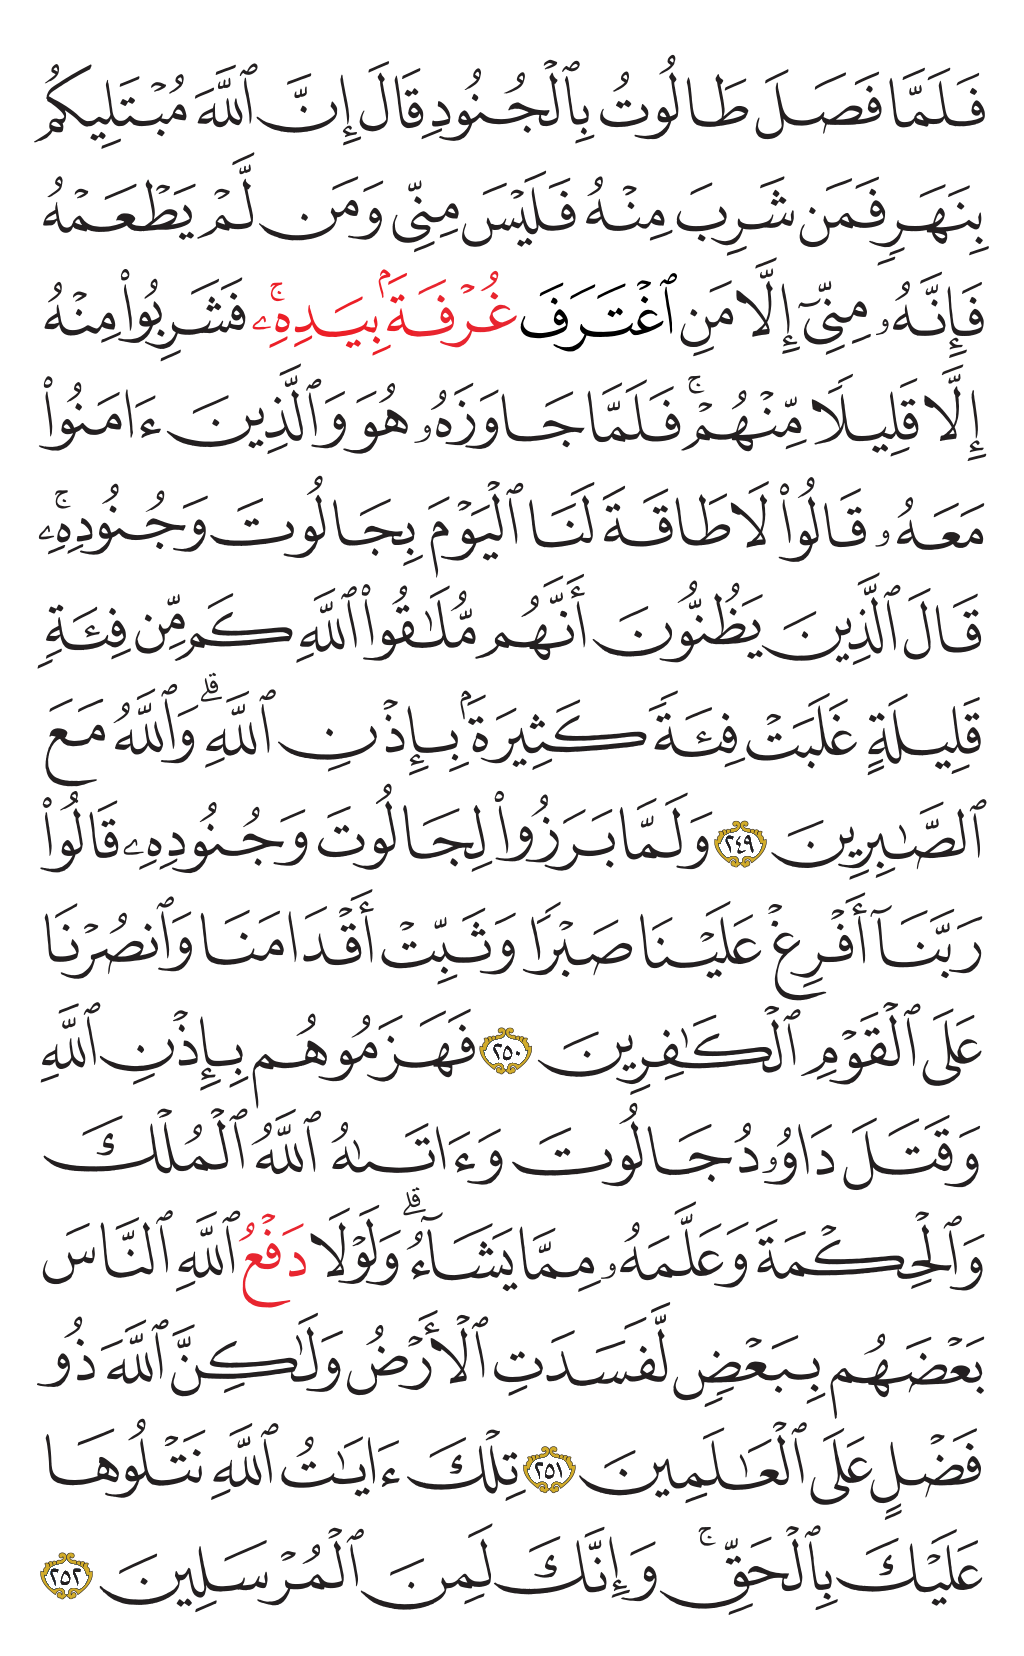 فَلَمَّا فَصَلَ طَالُوتُ بِٱلْجُنُودِ قَالَ إِنَّ ٱللَّهَ مُبْتَلِيكُم
بِنَهَرٍ فَمَن شَرِبَ مِنْهُ فَلَيْسَ مِنِّى وَمَن لَّمْ يَطْعَمْهُ
فَإِنَّهُۥ مِنِّىٓ إِلَّا مَنِ ٱغْتَرَفَ غُرْفَةَۢ بِيَدِهِۦۚ فَشَرِبُوا۟ مِنْهُ
إِلَّا قَلِيلًا مِّنْهُمْۚ فَلَمَّا جَاوَزَهُۥ هُوَ وَٱلَّذِينَ ءَامَنُوا۟
مَعَهُۥ قَالُوا۟ لَا طَاقَةَ لَنَا ٱلْيَوْمَ بِجَالُوتَ وَجُنُودِهِۦۚ
قَالَ ٱلَّذِينَ يَظُنُّونَ أَنَّهُم مُّلَٰقُوا۟ ٱللَّهِ كَم مِّن فِئَةٍ
قَلِيلَةٍ غَلَبَتْ فِئَةً كَثِيرَةَۢ بِإِذْنِ ٱللَّهِۗ وَٱللَّهُ مَعَ
ٱلصَّٰبِرِينَ ٢٤٩ وَلَمَّا بَرَزُوا۟ لِجَالُوتَ وَجُنُودِهِۦ قَالُوا۟
رَبَّنَآ أَفْرِغْ عَلَيْنَا صَبْرًا وَثَبِّتْ أَقْدَامَنَا وَٱنصُرْنَا
عَلَى ٱلْقَوْمِ ٱلْكَٰفِرِينَ ٢٥٠ فَهَزَمُوهُم بِإِذْنِ ٱللَّهِ
وَقَتَلَ دَاوُۥدُ جَالُوتَ وَءَاتَىٰهُ ٱللَّهُ ٱلْمُلْكَ
وَٱلْحِكْمَةَ وَعَلَّمَهُۥ مِمَّا يَشَآءُۗ وَلَوْلَا دَفْعُ ٱللَّهِ ٱلنَّاسَ
بَعْضَهُم بِبَعْضٍ لَّفَسَدَتِ ٱلْأَرْضُ وَلَٰكِنَّ ٱللَّهَ ذُو
فَضْلٍ عَلَى ٱلْعَٰلَمِينَ ٢٥١ تِلْكَ ءَايَٰتُ ٱللَّهِ نَتْلُوهَا
عَلَيْكَ بِٱلْحَقِّۚ وَإِنَّكَ لَمِنَ ٱلْمُرْسَلِينَ ٢٥٢